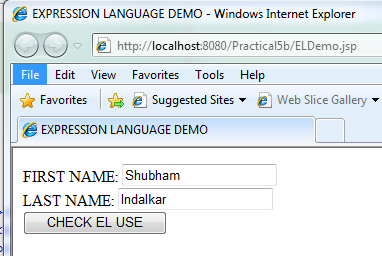 EXPRESSION LANGUAGE DEMO - Windows Internet Explorer
http://localhost:8080/Practical5b/ELDemo.jsp
File Edit View Favorites Tools Help
Favorites Suggested Sites Web Slice Gallery
EXPRESSION LANGUAGE DEMO
FIRST NAME: Shubham
LAST NAME: Indalkar
CHECK EL USE